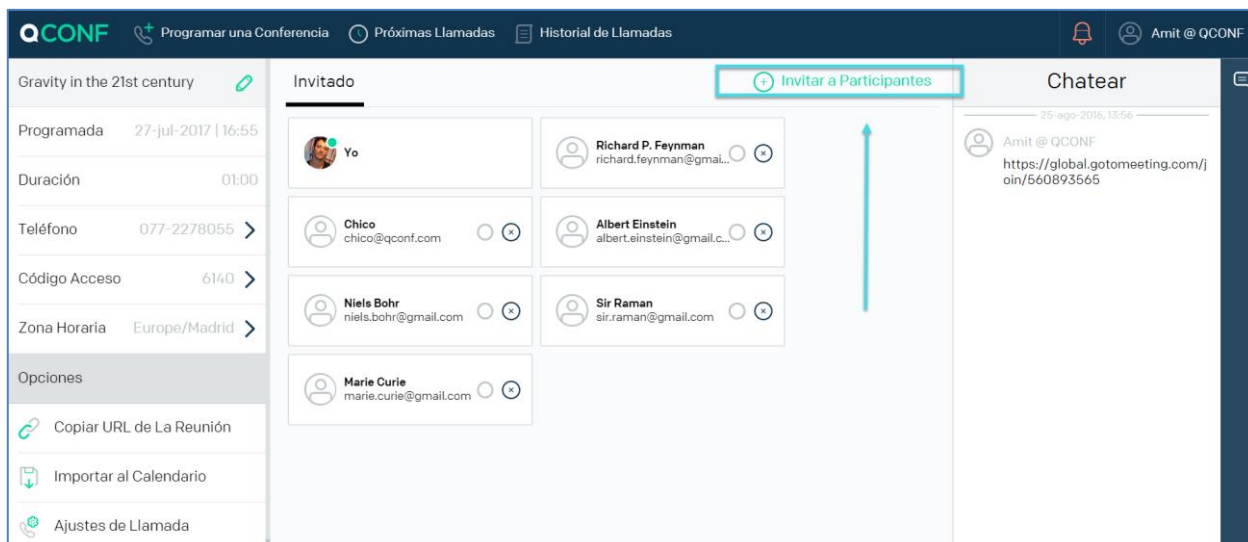 QCONF
Programar una Conferencia
Próximas Llamadas
Historial de Llamadas
Amit @ QCONF
Gravity in the 21st century
Programada 27-jul-2017 | 16:55
Duración 01:00
Teléfono 077-2278055
Código Acceso 6140
Zona Horaria Europe/Madrid
Opciones
Copiar URL de La Reunión
Importar al Calendario
Ajustes de Llamada
Invitado
Invitar a Participantes
Yo
Richard P. Feynman
richard.feynman@gmai...
Chico
chico@qconf.com
Albert Einstein
albert.einstein@gmail.c...
Niels Bohr
niels.bohr@gmail.com
Sir Raman
sir.raman@gmail.com
Marie Curie
marie.curie@gmail.com
Chatear
25-ago-2016, 13:56
Amit @ QCONF
https://global.gotomeeting.com/j
oin/560893565